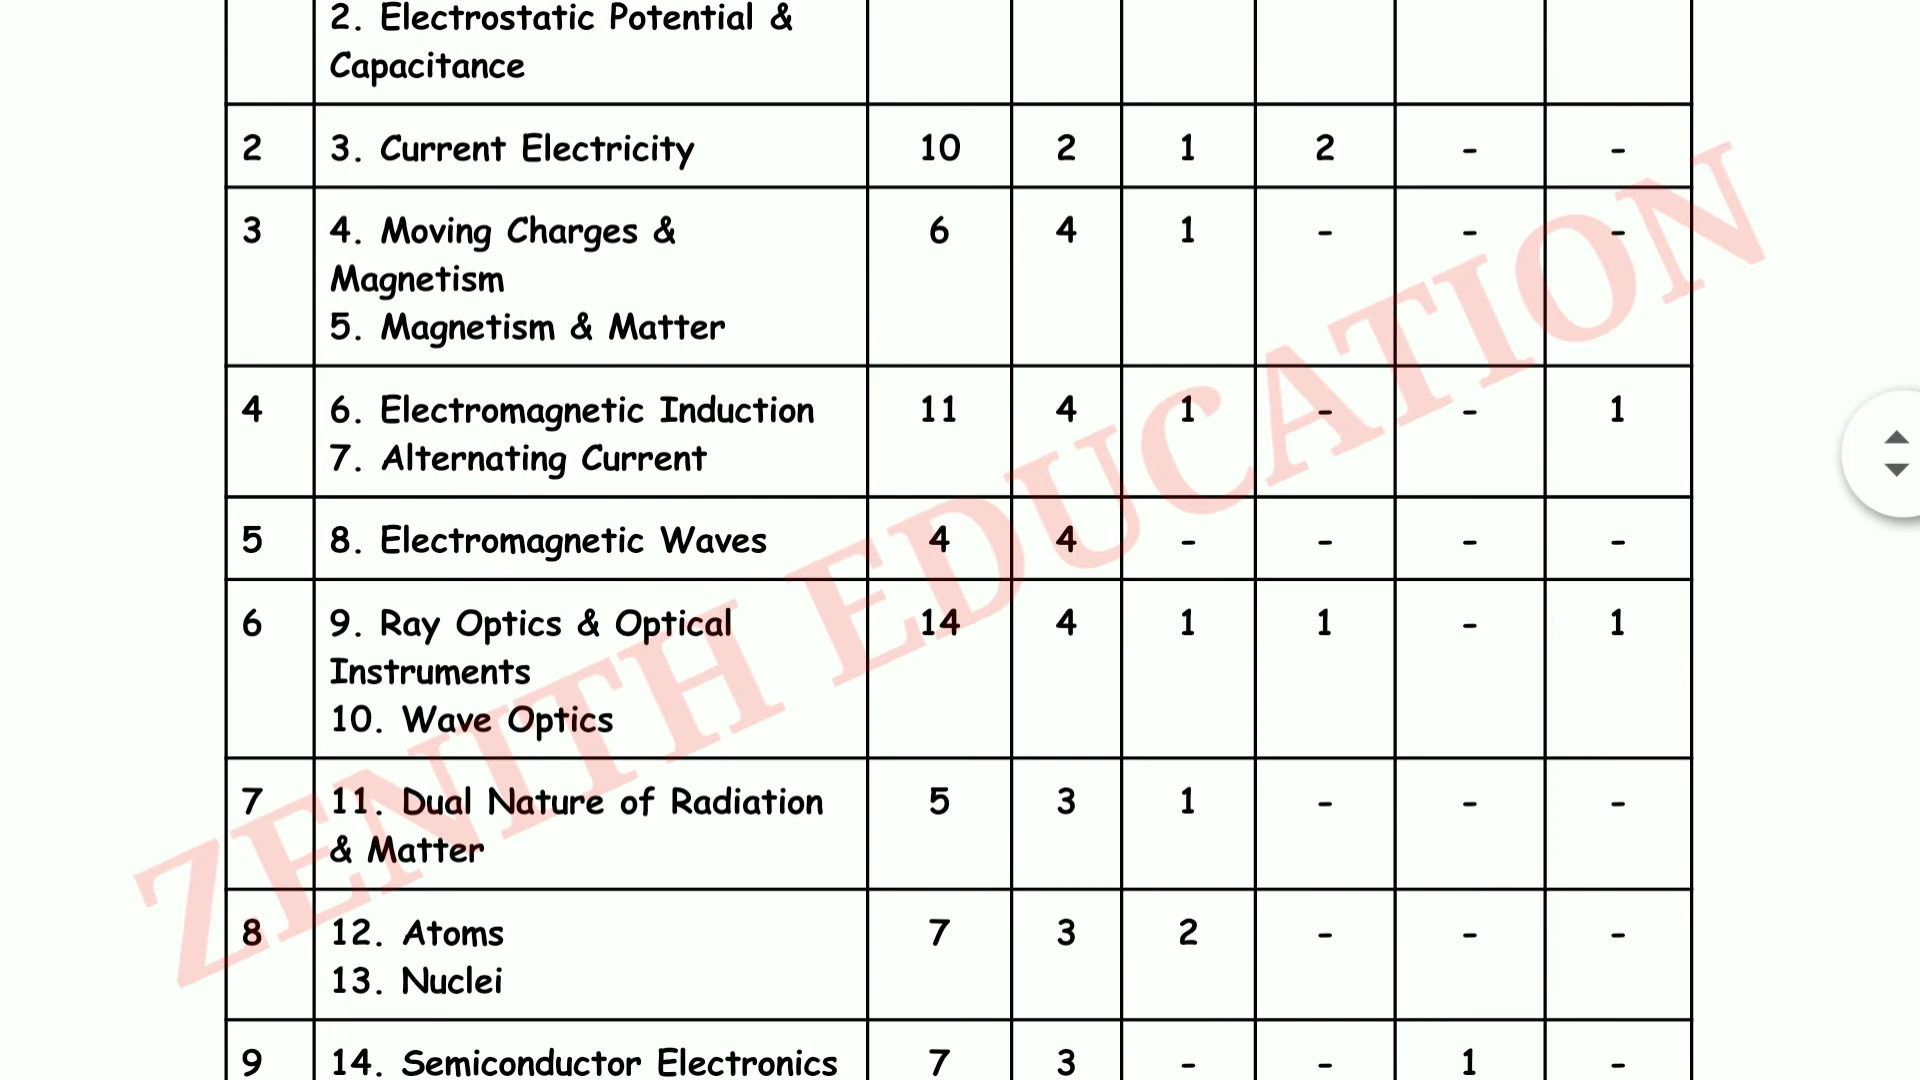 2. Electrostatic Potential &
Capacitance
2 3. Current Electricity 10 2 1 2 - -
3 4. Moving Charges & 6 4 1 - - -
Magnetism
5. Magnetism & Matter
4 6. Electromagnetic Induction 11 4 1 - - 1
7. Alternating Current
5 8. Electromagnetic Waves 4 4 - - - -
6 9. Ray Optics & Optical 14 4 1 1 - 1
Instruments
10. Wave Optics
7 11. Dual Nature of Radiation 5 3 1 - - -
& Matter
8 12. Atoms 7 3 2 - - -
13. Nuclei
9 14. Semiconductor Electronics 7 3 - - 1 -
ZENITH EDUCATION